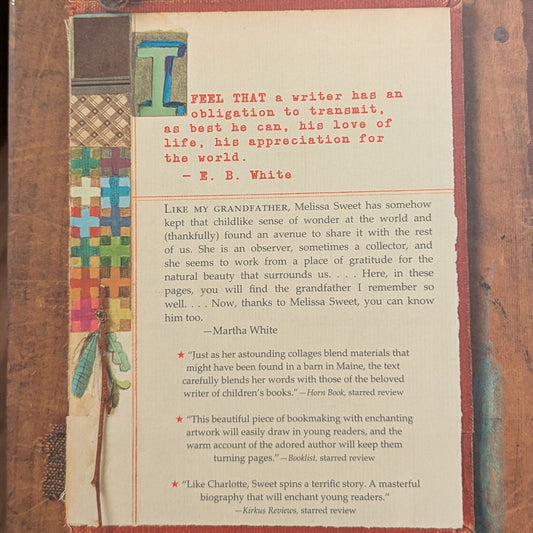 I FEEL THAT a writer has an
obligation to transmit,
as best he can, his love of
life, his appreciation for
the world.
— E. B. White
LIKE MY GRANDFATHER, Melissa Sweet has somehow
kept that childlike sense of wonder at the world and
(thankfully) found an avenue to share it with the rest
of us. She is an observer, sometimes a collector, and
she seems to work from a place of gratitude for the
natural beauty that surrounds us. . . . Here, in these
pages, you will find the grandfather I remember so
well. . . . Now, thanks to Melissa Sweet, you can know
him too.
—Martha White
★ “Just as her astounding collages blend materials that
might have been found in a barn in Maine, the text
carefully blends her words with those of the beloved
writer of children’s books.” —Horn Book, starred review
★ “This beautiful piece of bookmaking with enchanting
artwork will easily draw in young readers, and the
warm account of the adored author will keep them
turning pages.” —Booklist, starred review
★ “Like Charlotte, Sweet spins a terrific story. A masterful
biography that will enchant young readers.”
—Kirkus Reviews, starred review